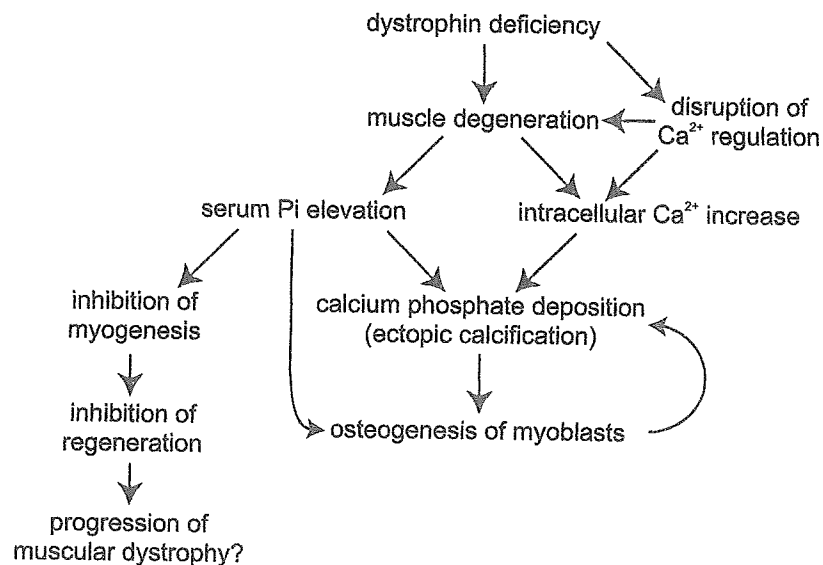 dystrophin deficiency
muscle degeneration
disruption of
Ca²⁺ regulation
serum Pi elevation
intracellular Ca²⁺ increase
inhibition of
myogenesis
calcium phosphate deposition
(ectopic calcification)
inhibition of
regeneration
osteogenesis of myoblasts
progression of
muscular dystrophy?